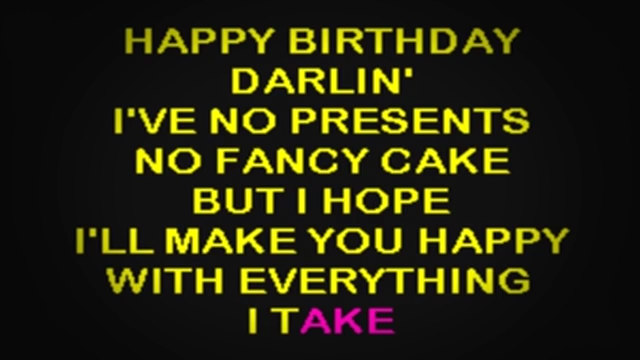 HAPPY BIRTHDAY
DARLIN'
I'VE NO PRESENTS
NO FANCY CAKE
BUT I HOPE
I'LL MAKE YOU HAPPY
WITH EVERYTHING
I TAKE